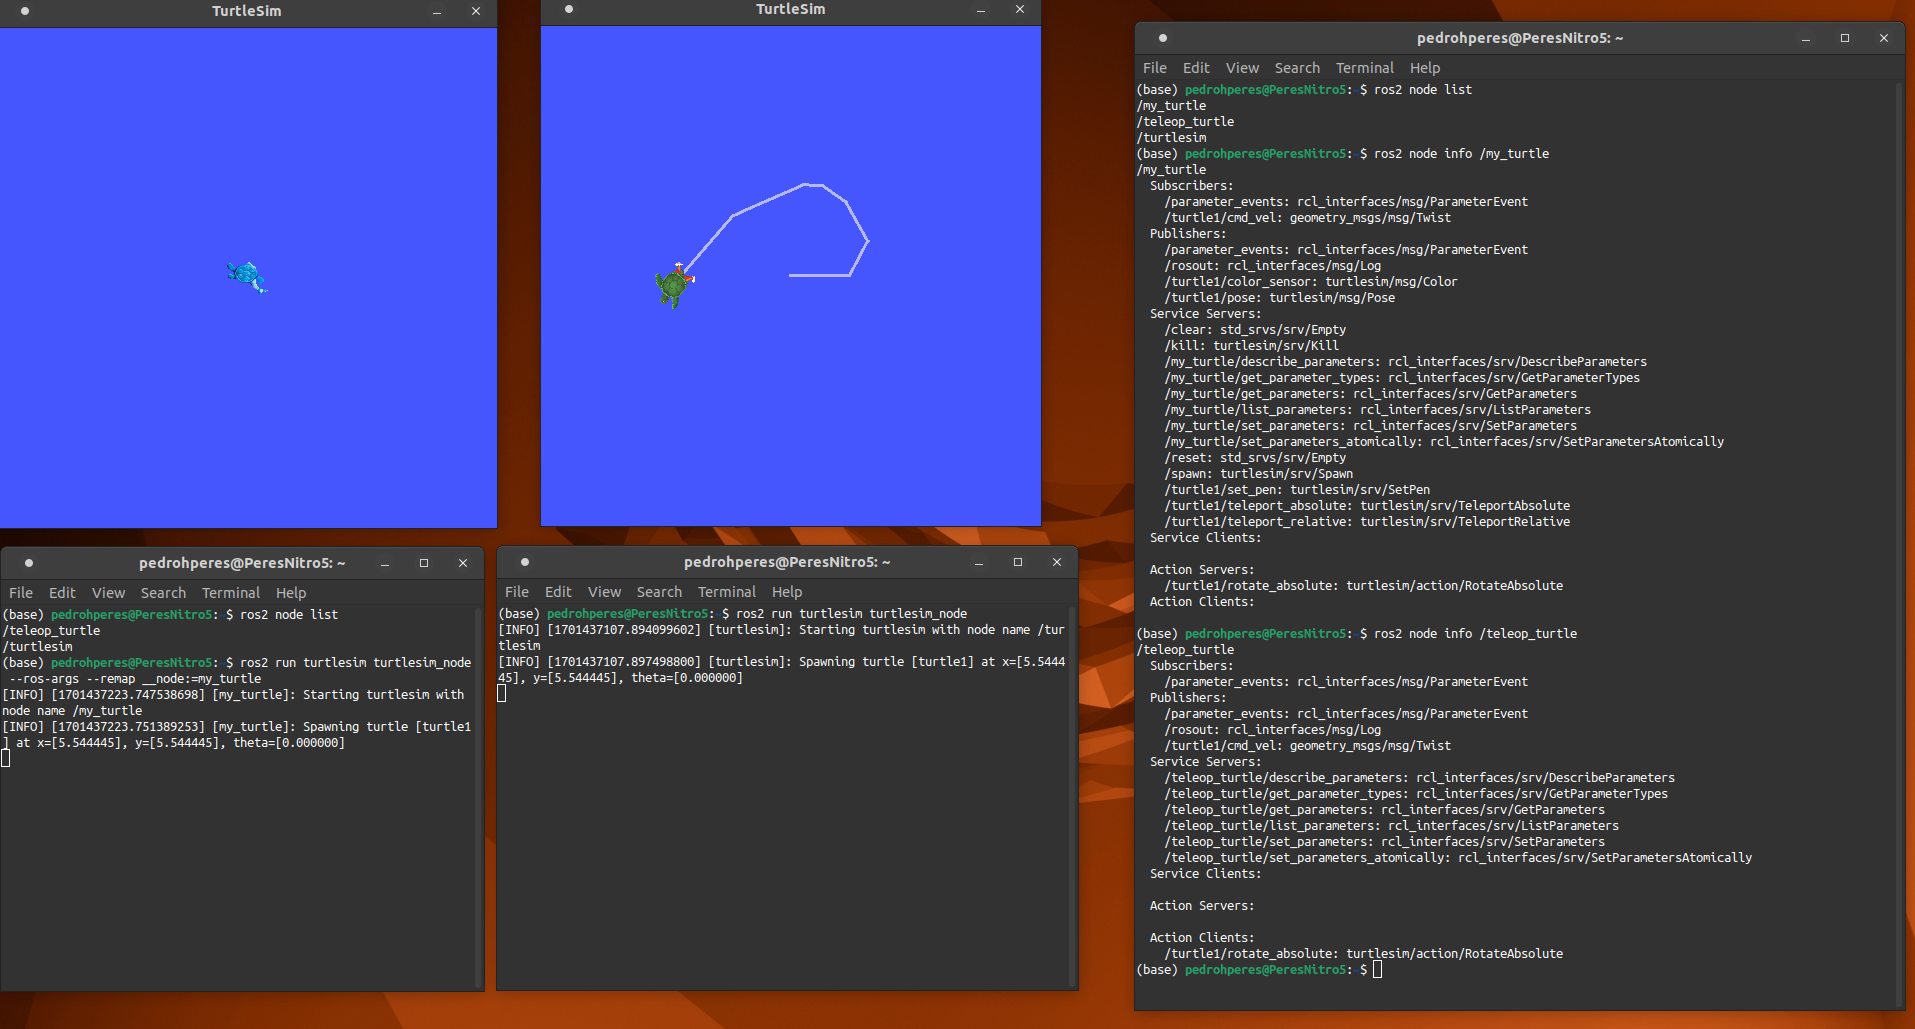 TurtleSim
TurtleSim
pedrohperes@PeresNitro5: ~
File Edit View Search Terminal Help
(base) pedrohperes@PeresNitro5:~$ ros2 node list
/teleop_turtle
/turtlesim
(base) pedrohperes@PeresNitro5:~$ ros2 run turtlesim turtlesim_node
--ros-args --remap __node:=my_turtle
[INFO] [1701437223.747538698] [my_turtle]: Starting turtlesim with
node name /my_turtle
[INFO] [1701437223.751389253] [my_turtle]: Spawning turtle [turtle1
] at x=[5.544445], y=[5.544445], theta=[0.000000]
pedrohperes@PeresNitro5: ~
File Edit View Search Terminal Help
(base) pedrohperes@PeresNitro5:~$ ros2 run turtlesim turtlesim_node
[INFO] [1701437107.894099602] [turtlesim]: Starting turtlesim with node name /tur
tlesim
[INFO] [1701437107.897498800] [turtlesim]: Spawning turtle [turtle1] at x=[5.5444
45], y=[5.544445], theta=[0.000000]
pedrohperes@PeresNitro5: ~
File Edit View Search Terminal Help
(base) pedrohperes@PeresNitro5:~$ ros2 node list
/my_turtle
/teleop_turtle
/turtlesim
(base) pedrohperes@PeresNitro5:~$ ros2 node info /my_turtle
/my_turtle
Subscribers:
/parameter_events: rcl_interfaces/msg/ParameterEvent
/turtle1/cmd_vel: geometry_msgs/msg/Twist
Publishers:
/parameter_events: rcl_interfaces/msg/ParameterEvent
/rosout: rcl_interfaces/msg/Log
/turtle1/color_sensor: turtlesim/msg/Color
/turtle1/pose: turtlesim/msg/Pose
Service Servers:
/clear: std_srvs/srv/Empty
/kill: turtlesim/srv/Kill
/my_turtle/describe_parameters: rcl_interfaces/srv/DescribeParameters
/my_turtle/get_parameter_types: rcl_interfaces/srv/GetParameterTypes
/my_turtle/get_parameters: rcl_interfaces/srv/GetParameters
/my_turtle/list_parameters: rcl_interfaces/srv/ListParameters
/my_turtle/set_parameters: rcl_interfaces/srv/SetParameters
/my_turtle/set_parameters_atomically: rcl_interfaces/srv/SetParametersAtomically
/reset: std_srvs/srv/Empty
/spawn: turtlesim/srv/Spawn
/turtle1/set_pen: turtlesim/srv/SetPen
/turtle1/teleport_absolute: turtlesim/srv/TeleportAbsolute
/turtle1/teleport_relative: turtlesim/srv/TeleportRelative
Service Clients:
Action Servers:
/turtle1/rotate_absolute: turtlesim/action/RotateAbsolute
Action Clients:
(base) pedrohperes@PeresNitro5:~$ ros2 node info /teleop_turtle
/teleop_turtle
Subscribers:
/parameter_events: rcl_interfaces/msg/ParameterEvent
Publishers:
/parameter_events: rcl_interfaces/msg/ParameterEvent
/rosout: rcl_interfaces/msg/Log
/turtle1/cmd_vel: geometry_msgs/msg/Twist
Service Servers:
/teleop_turtle/describe_parameters: rcl_interfaces/srv/DescribeParameters
/teleop_turtle/get_parameter_types: rcl_interfaces/srv/GetParameterTypes
/teleop_turtle/get_parameters: rcl_interfaces/srv/GetParameters
/teleop_turtle/list_parameters: rcl_interfaces/srv/ListParameters
/teleop_turtle/set_parameters: rcl_interfaces/srv/SetParameters
/teleop_turtle/set_parameters_atomically: rcl_interfaces/srv/SetParametersAtomically
Service Clients:
Action Servers:
Action Clients:
/turtle1/rotate_absolute: turtlesim/action/RotateAbsolute
(base) pedrohperes@PeresNitro5:~$